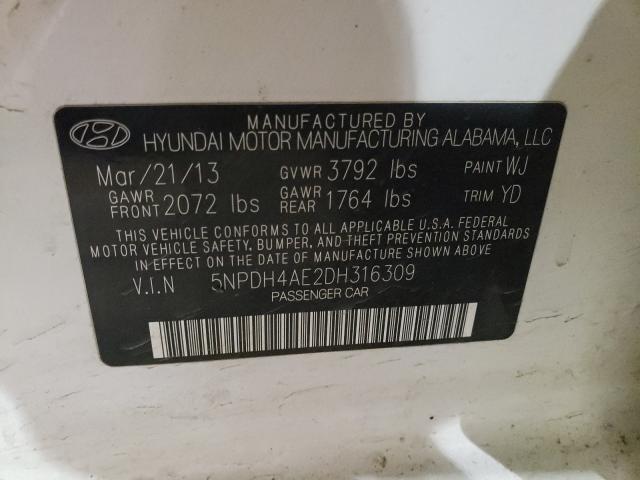 MANUFACTURED BY
HYUNDAI MOTOR MANUFACTURING ALABAMA, LLC
Mar/21/13 GVWR 3792 lbs PAINT WJ
GAWR FRONT 2072 lbs GAWR REAR 1764 lbs TRIM YD
THIS VEHICLE CONFORMS TO ALL APPLICABLE U.S.A. FEDERAL
MOTOR VEHICLE SAFETY, BUMPER, AND THEFT PREVENTION STANDARDS
IN EFFECT ON THE DATE OF MANUFACTURE SHOWN ABOVE
V.I.N 5NPDH4AE2DH316309
PASSENGER CAR